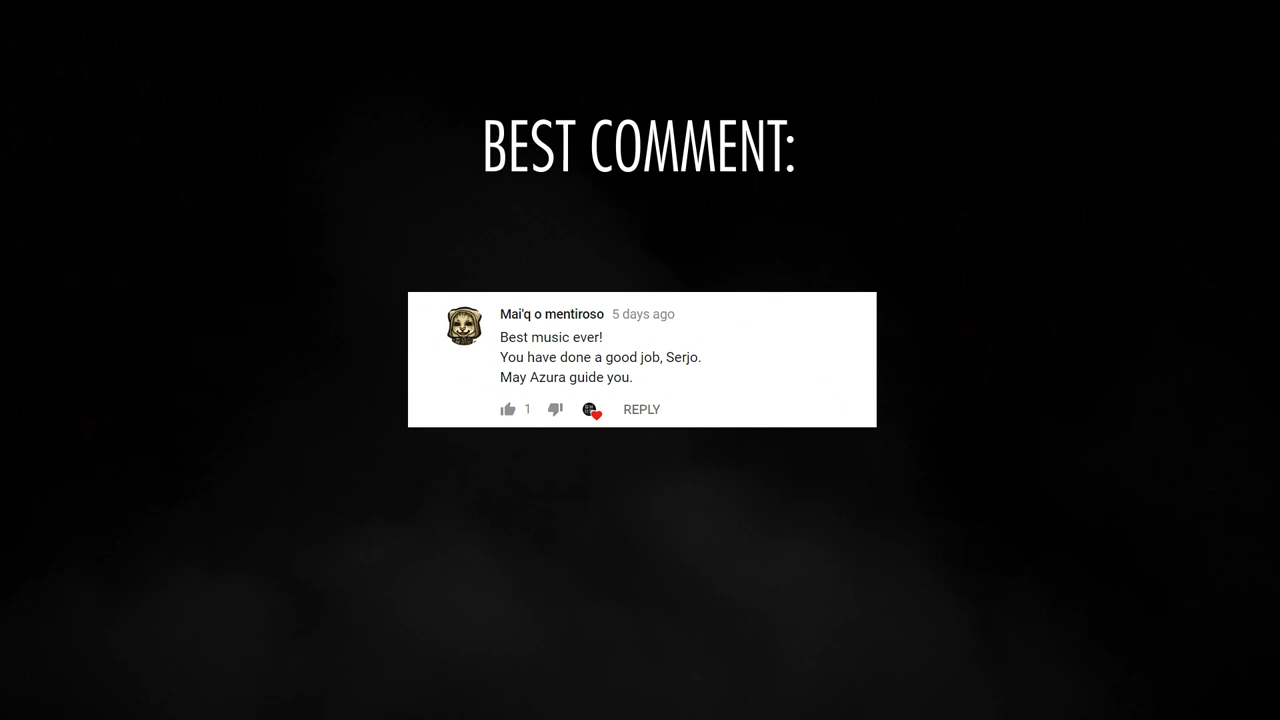 BEST COMMENT:
Mai'q o mentiroso 5 days ago
Best music ever!
You have done a good job, Serjo.
May Azura guide you.
1 REPLY